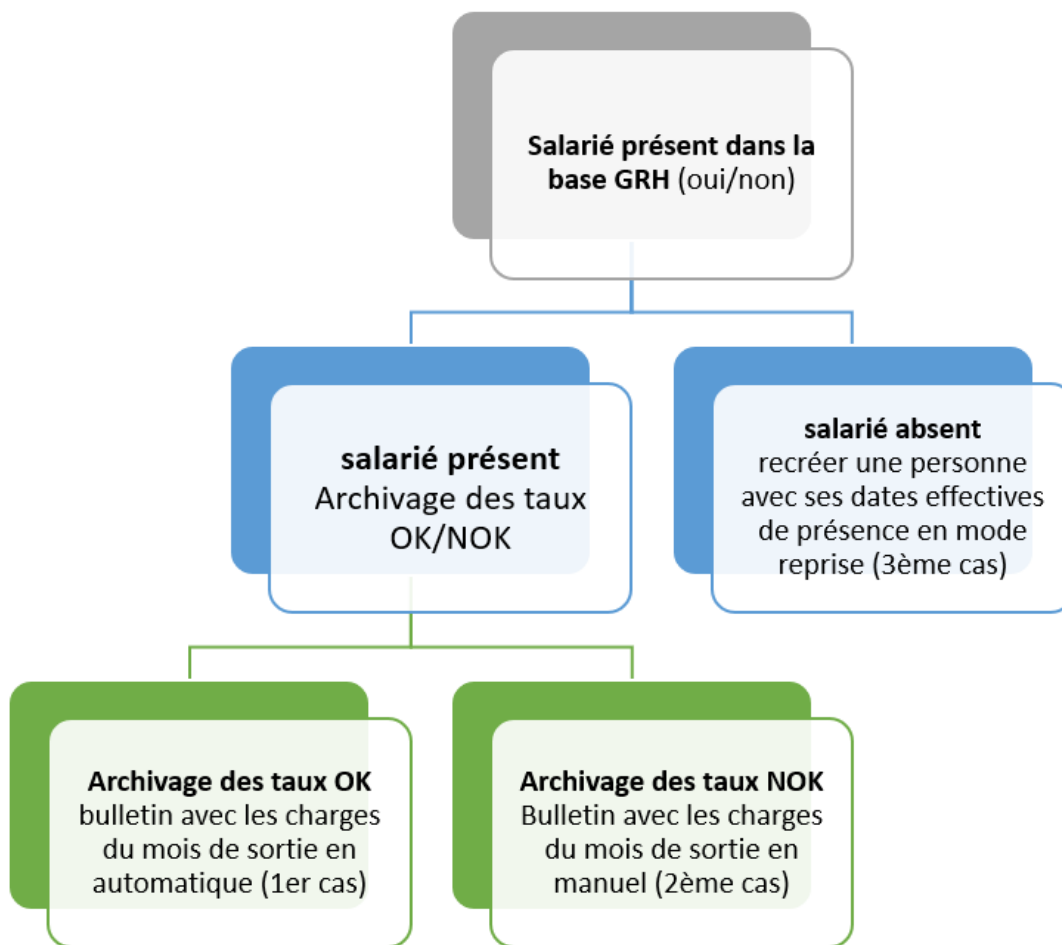 Salarié présent dans la
base GRH (oui/non)
salarié présent
Archivage des taux
OK/NOK
salarié absent
recréer une personne
avec ses dates effectives
de présence en mode
reprise (3ème cas)
Archivage des taux OK
bulletin avec les charges
du mois de sortie en
automatique (1er cas)
Archivage des taux NOK
Bulletin avec les charges
du mois de sortie en
manuel (2ème cas)